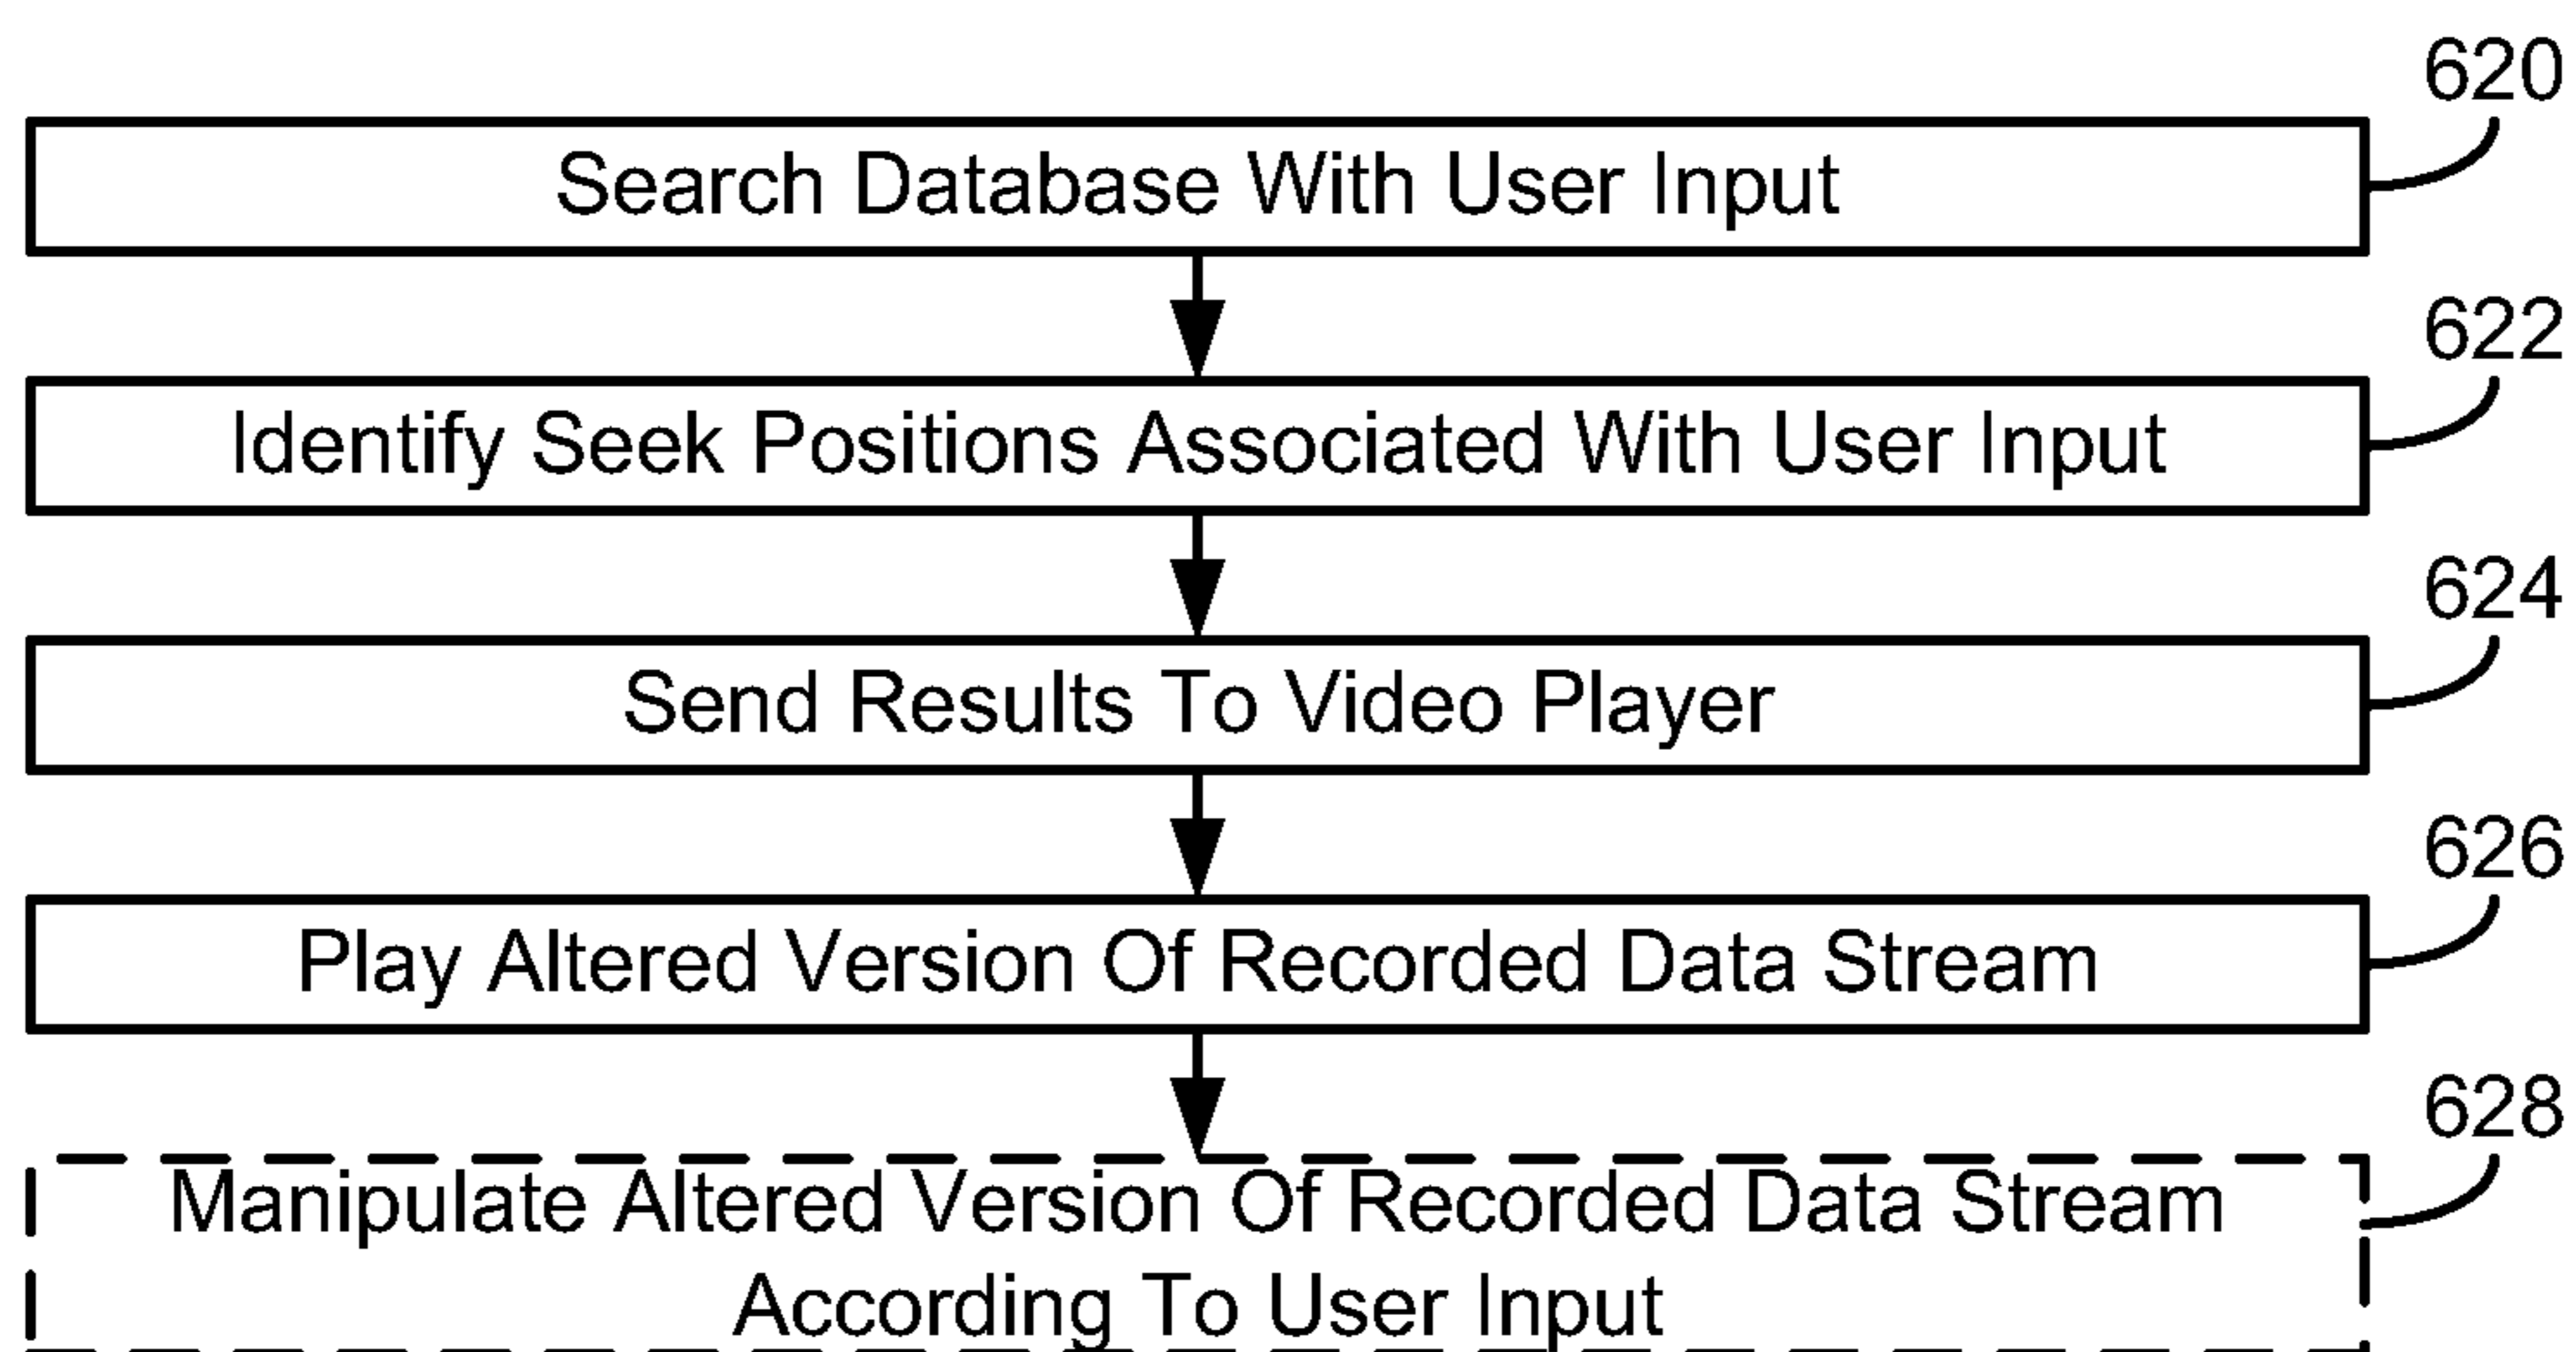 620
Search Database With User Input
622
Identify Seek Positions Associated With User Input
624
Send Results To Video Player
626
Play Altered Version Of Recorded Data Stream
628
Manipulate Altered Version Of Recorded Data Stream
According To User Input